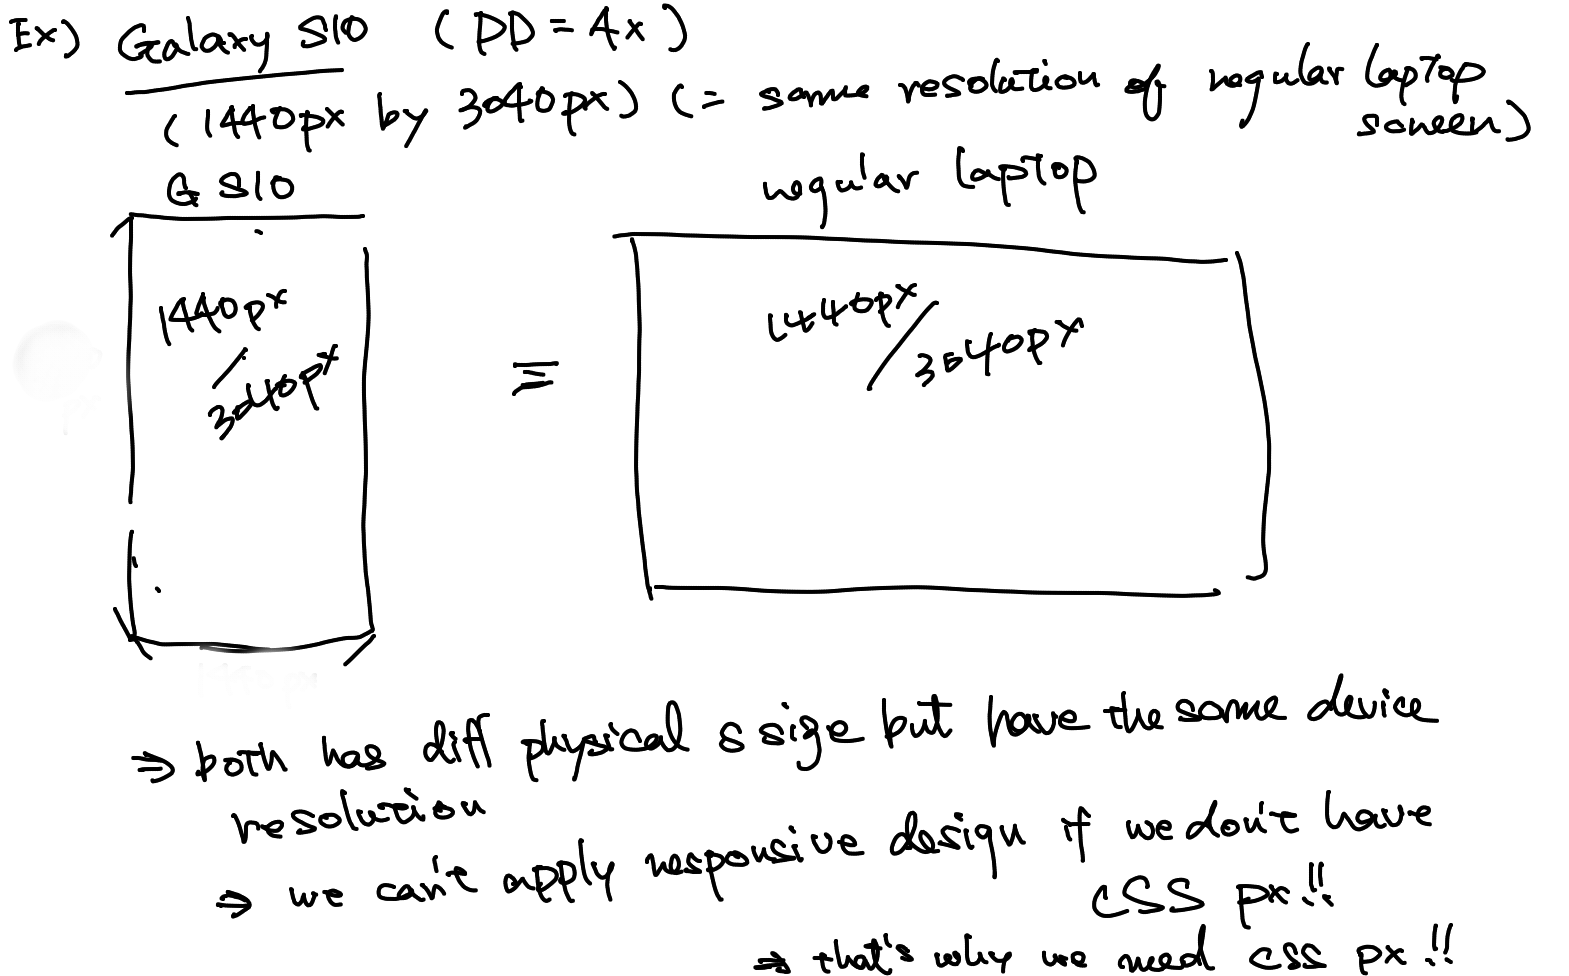 Ex) Galaxy S10 (DD = 4x)
(1440px by 3040px) (= same resolution of regular laptop
screen)
G S10
regular laptop
1440px
/
3040px
=
1440px
/
3040px
⇒ both has diff physical s size but have the same device
resolution
⇒ we can't apply responsive design if we don't have
CSS px!!
⇒ that's why we need css px!!